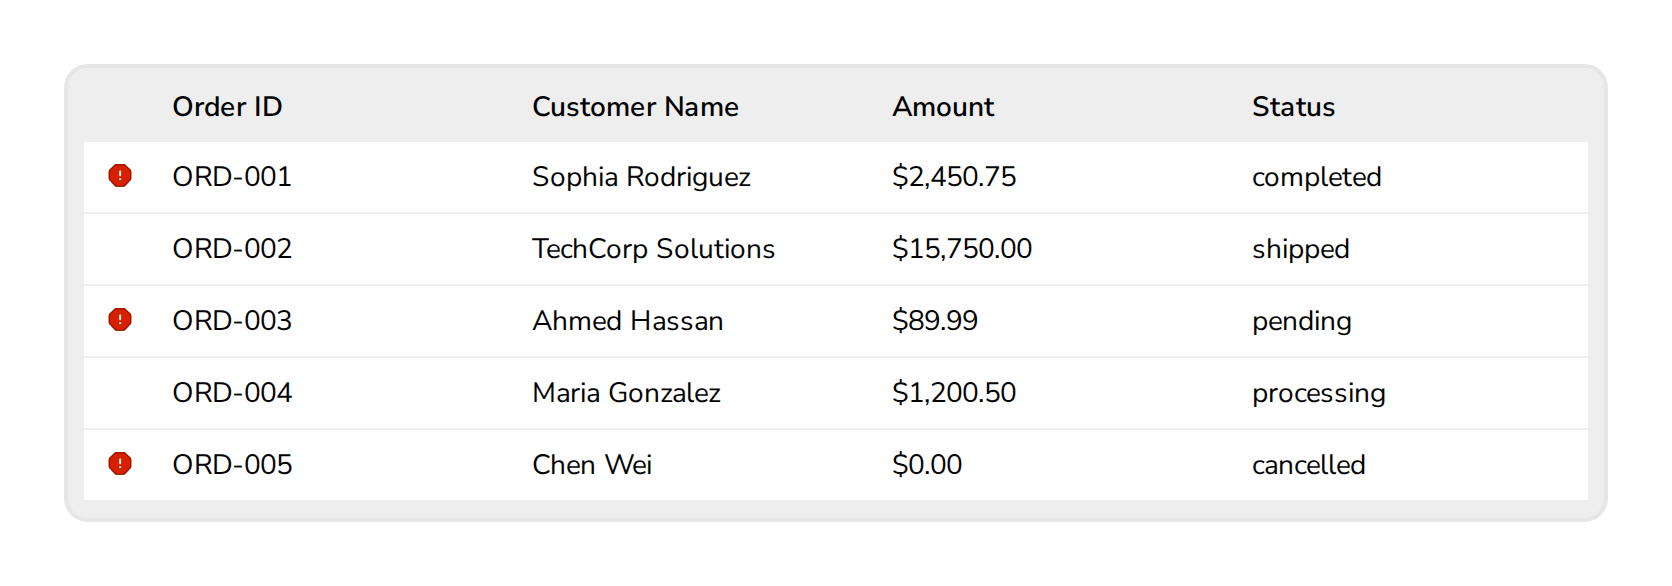 Order ID Customer Name Amount Status
ORD-001 Sophia Rodriguez $2,450.75 completed
ORD-002 TechCorp Solutions $15,750.00 shipped
ORD-003 Ahmed Hassan $89.99 pending
ORD-004 Maria Gonzalez $1,200.50 processing
ORD-005 Chen Wei $0.00 cancelled